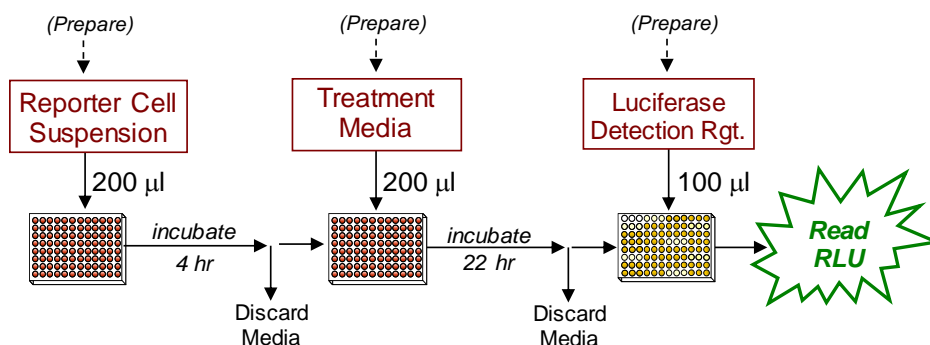 (Prepare)
(Prepare)
(Prepare)
Reporter Cell
Suspension
Treatment
Media
Luciferase
Detection Rgt.
200 μl
200 μl
100 μl
incubate
4 hr
incubate
22 hr
Read
RLU
Discard
Media
Discard
Media